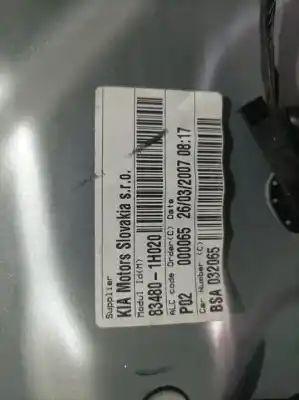 Supplier
KIA Motors Slovakia s.r.o.
Modul Id(M)
83480-1H020
ALC code Order(C) Date
P02 000065 26/03/2007 08:17
Car Number (C)
BSA 032065